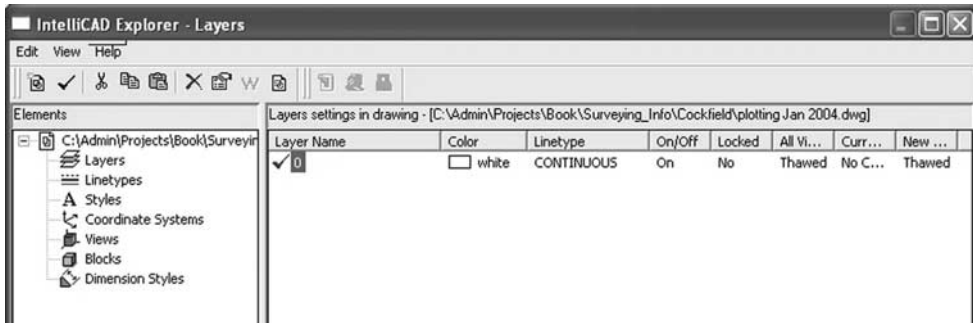 IntelliCAD Explorer - Layers
Edit View Help
Elements
Layers settings in drawing - [C:\Admin\Projects\Book\Surveying_Info\Cockfield\plotting Jan 2004.dwg]
C:\Admin\Projects\Book\Surveyin
Layers
Linetypes
A Styles
Coordinate Systems
Views
Blocks
Dimension Styles
Layer Name Color Linetype On/Off Locked All Vi... Curr... New ...
0 white CONTINUOUS On No Thawed No C... Thawed